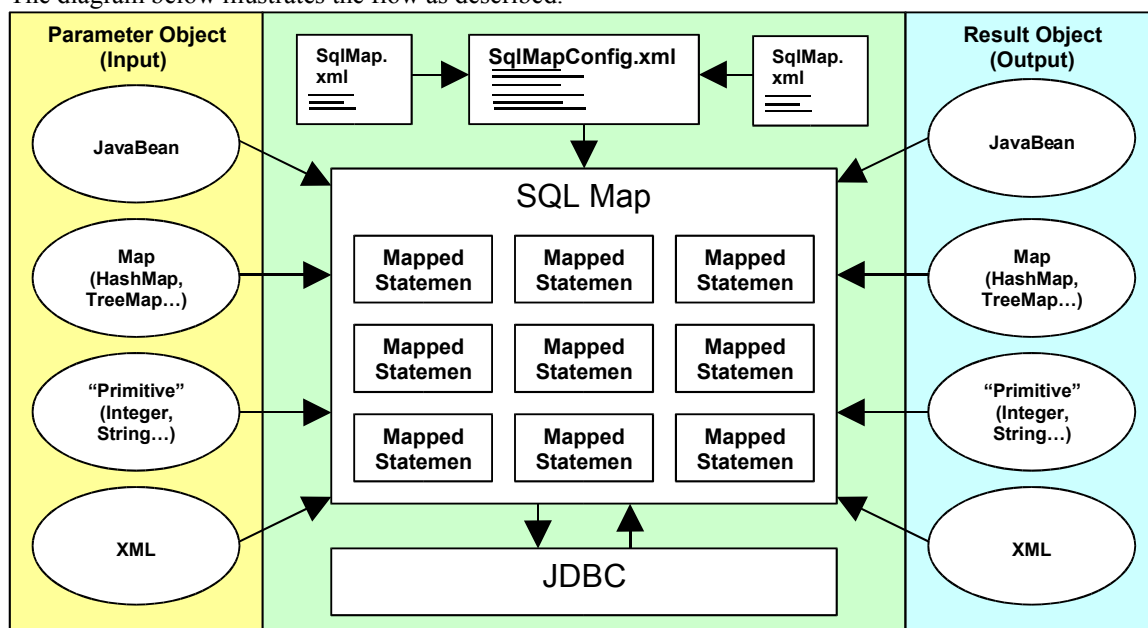 The diagram below illustrates the flow as described.
Parameter Object
(Input)
JavaBean
Map
(HashMap,
TreeMap…)
“Primitive”
(Integer,
String…)
XML
SqlMap.
xml
SqlMapConfig.xml
SqlMap.
xml
SQL Map
Mapped
Statemen
Mapped
Statemen
Mapped
Statemen
Mapped
Statemen
Mapped
Statemen
Mapped
Statemen
Mapped
Statemen
Mapped
Statemen
Mapped
Statemen
JDBC
Result Object
(Output)
JavaBean
Map
(HashMap,
TreeMap…)
“Primitive”
(Integer,
String…)
XML